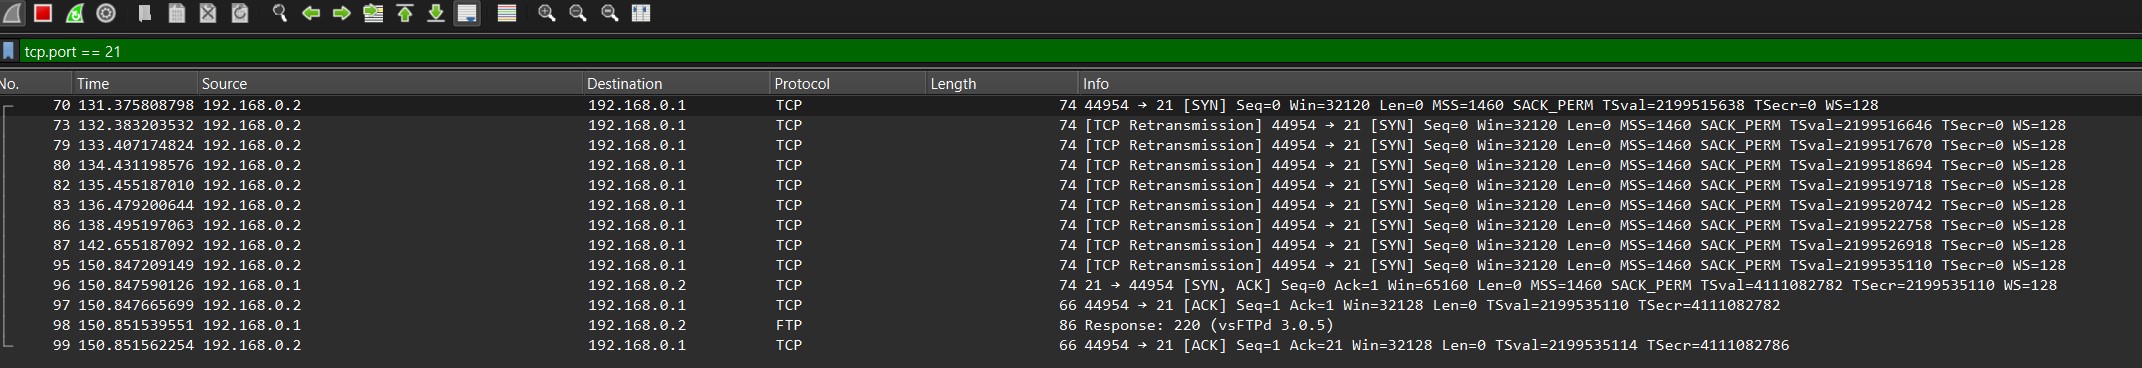 tcp.port == 21
No. Time Source Destination Protocol Length Info
70 131.375808798 192.168.0.2 192.168.0.1 TCP 74 44954 → 21 [SYN] Seq=0 Win=32120 Len=0 MSS=1460 SACK_PERM TSval=2199515638 TSecr=0 WS=128
73 132.383203532 192.168.0.2 192.168.0.1 TCP 74 [TCP Retransmission] 44954 → 21 [SYN] Seq=0 Win=32120 Len=0 MSS=1460 SACK_PERM TSval=2199516646 TSecr=0 WS=128
79 133.407174824 192.168.0.2 192.168.0.1 TCP 74 [TCP Retransmission] 44954 → 21 [SYN] Seq=0 Win=32120 Len=0 MSS=1460 SACK_PERM TSval=2199517670 TSecr=0 WS=128
80 134.431198576 192.168.0.2 192.168.0.1 TCP 74 [TCP Retransmission] 44954 → 21 [SYN] Seq=0 Win=32120 Len=0 MSS=1460 SACK_PERM TSval=2199518694 TSecr=0 WS=128
82 135.455187010 192.168.0.2 192.168.0.1 TCP 74 [TCP Retransmission] 44954 → 21 [SYN] Seq=0 Win=32120 Len=0 MSS=1460 SACK_PERM TSval=2199519718 TSecr=0 WS=128
83 136.479200644 192.168.0.2 192.168.0.1 TCP 74 [TCP Retransmission] 44954 → 21 [SYN] Seq=0 Win=32120 Len=0 MSS=1460 SACK_PERM TSval=2199520742 TSecr=0 WS=128
86 138.495197063 192.168.0.2 192.168.0.1 TCP 74 [TCP Retransmission] 44954 → 21 [SYN] Seq=0 Win=32120 Len=0 MSS=1460 SACK_PERM TSval=2199522758 TSecr=0 WS=128
87 142.655187092 192.168.0.2 192.168.0.1 TCP 74 [TCP Retransmission] 44954 → 21 [SYN] Seq=0 Win=32120 Len=0 MSS=1460 SACK_PERM TSval=2199526918 TSecr=0 WS=128
95 150.847209149 192.168.0.2 192.168.0.1 TCP 74 [TCP Retransmission] 44954 → 21 [SYN] Seq=0 Win=32120 Len=0 MSS=1460 SACK_PERM TSval=2199535110 TSecr=0 WS=128
96 150.847590126 192.168.0.1 192.168.0.2 TCP 74 21 → 44954 [SYN, ACK] Seq=0 Ack=1 Win=65160 Len=0 MSS=1460 SACK_PERM TSval=4111082782 TSecr=2199535110 WS=128
97 150.847665699 192.168.0.2 192.168.0.1 TCP 66 44954 → 21 [ACK] Seq=1 Ack=1 Win=32128 Len=0 TSval=2199535110 TSecr=4111082782
98 150.851539551 192.168.0.1 192.168.0.2 FTP 86 Response: 220 (vsFTPd 3.0.5)
99 150.851562254 192.168.0.2 192.168.0.1 TCP 66 44954 → 21 [ACK] Seq=1 Ack=21 Win=32128 Len=0 TSval=2199535114 TSecr=4111082786